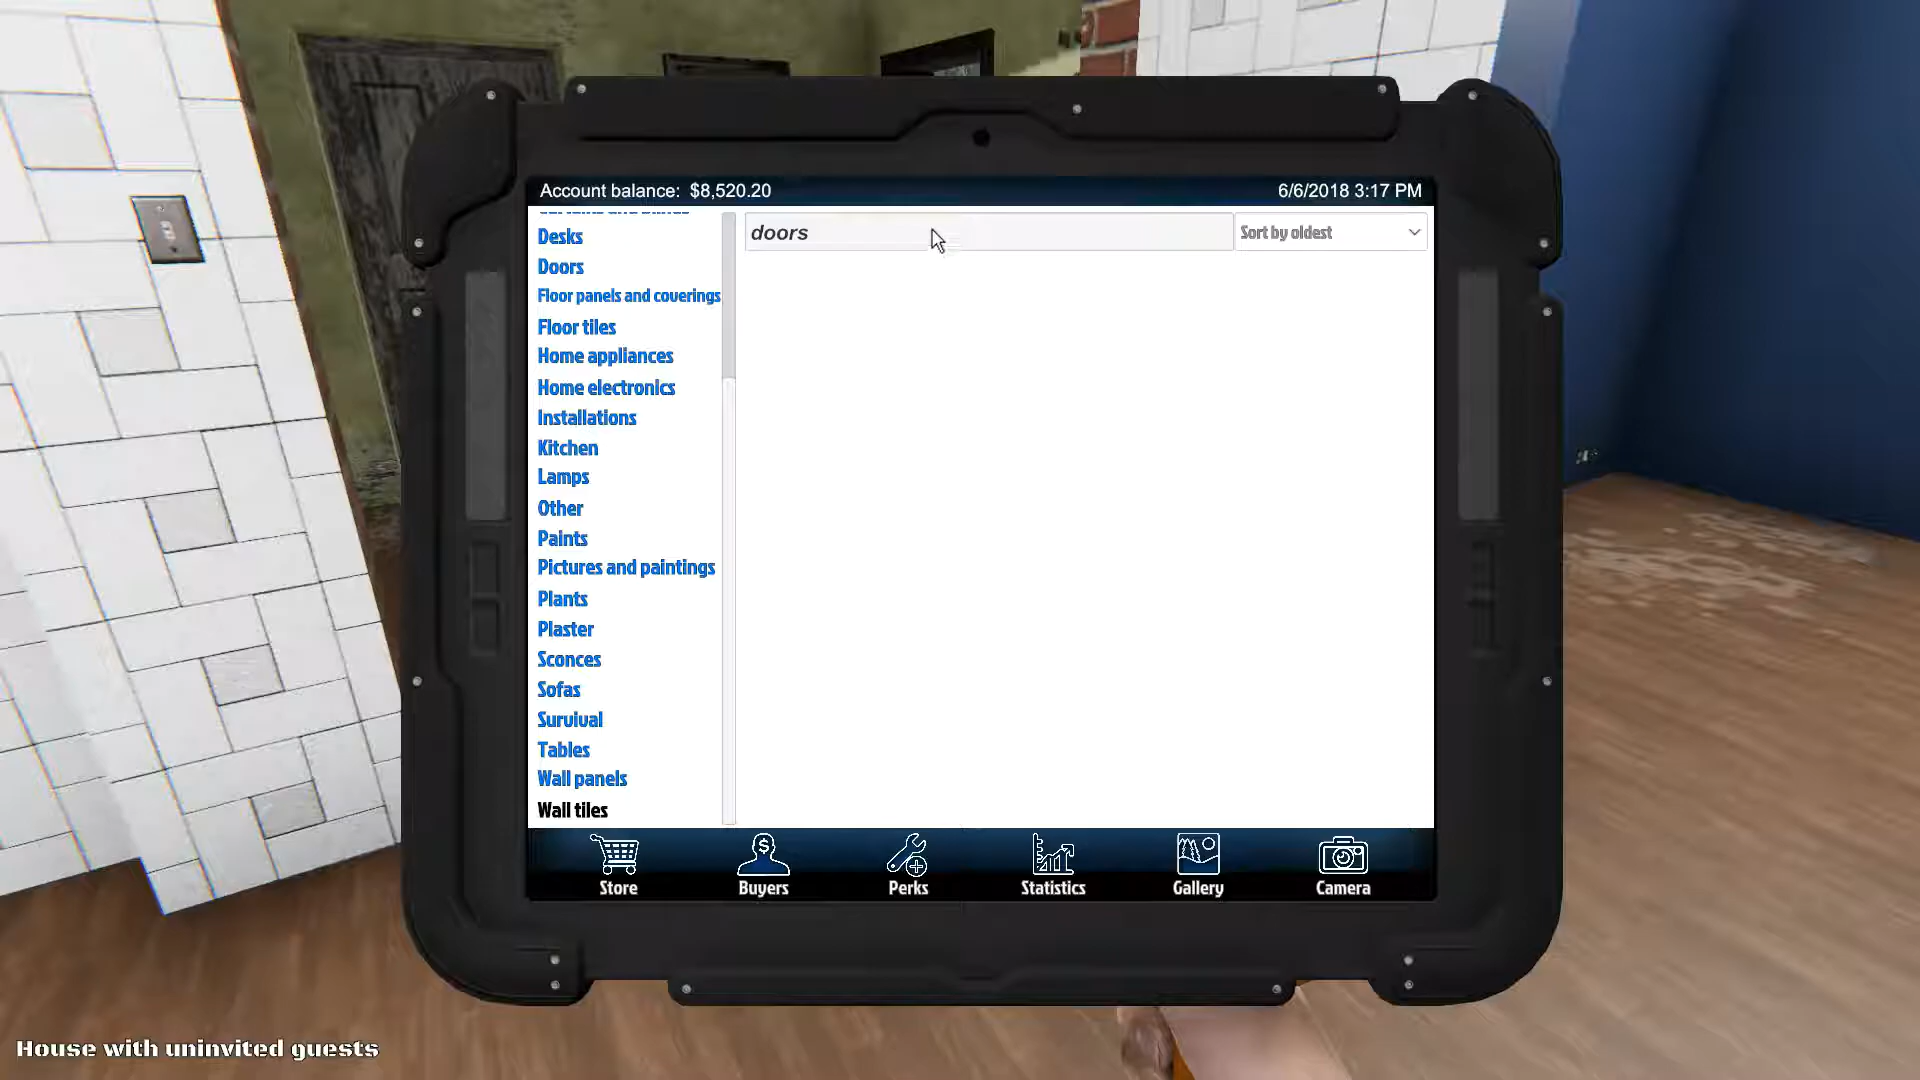 Account balance: $8,520.20
6/6/2018 3:17 PM
Desks
Doors
Floor panels and coverings
Floor tiles
Home appliances
Home electronics
Installations
Kitchen
Lamps
Other
Paints
Pictures and paintings
Plants
Plaster
Sconces
Sofas
Survival
Tables
Wall panels
Wall tiles
doors
Sort by oldest
Store
Buyers
Perks
Statistics
Gallery
Camera
House with uninvited guests